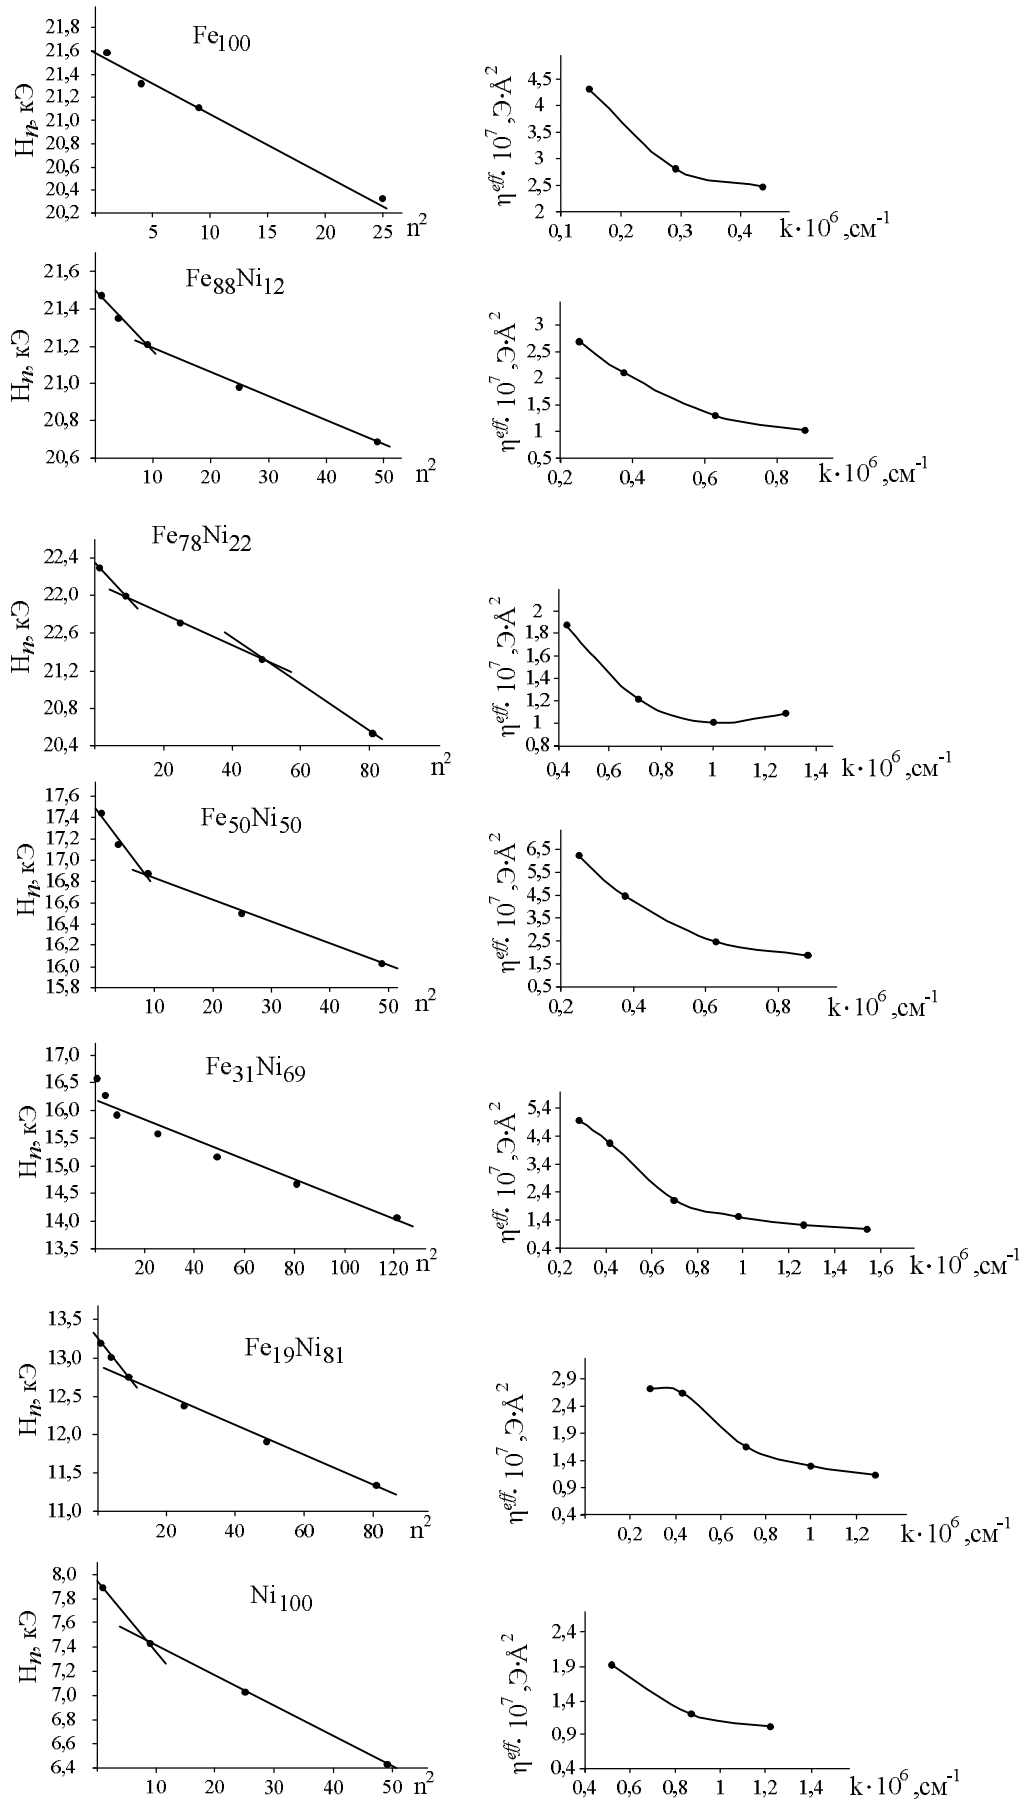 Fe100
Hn, кЭ
21,8
21,6
21,4
21,2
21,0
20,8
20,6
20,4
20,2
5 10 15 20 25 n²
ηeff· 10⁷, Э·Å²
4,5
4
3,5
3
2,5
2
0,1 0,2 0,3 0,4 k·10⁶,см⁻¹
Fe88Ni12
Hn, кЭ
21,6
21,4
21,2
21,0
20,8
20,6
10 20 30 40 50 n²
ηeff· 10⁷, Э·Å²
3
2,5
2
1,5
1
0,5
0,2 0,4 0,6 0,8 k·10⁶,см⁻¹
Fe78Ni22
Hn, кЭ
22,4
22,0
22,6
21,2
20,8
20,4
20 40 60 80 n²
ηeff· 10⁷, Э·Å²
2
1,8
1,6
1,4
1,2
1
0,8
0,4 0,6 0,8 1 1,2 1,4 k·10⁶,см⁻¹
Fe50Ni50
Hn, кЭ
17,6
17,4
17,2
17,0
16,8
16,6
16,4
16,2
16,0
15,8
10 20 30 40 50 n²
ηeff· 10⁷, Э·Å²
6,5
5,5
4,5
3,5
2,5
1,5
0,5
0,2 0,4 0,6 0,8 k·10⁶,см⁻¹
Fe31Ni69
Hn, кЭ
17,0
16,5
16,0
15,5
15,0
14,5
14,0
13,5
20 40 60 80 100 120 n²
ηeff· 10⁷, Э·Å²
5,4
4,4
3,4
2,4
1,4
0,4
0,2 0,4 0,6 0,8 1 1,2 1,4 1,6 k·10⁶,см⁻¹
Fe19Ni81
Hn, кЭ
13,5
13,0
12,5
12,0
11,5
11,0
20 40 60 80 n²
ηeff· 10⁷, Э·Å²
2,9
2,4
1,9
1,4
0,9
0,4
0,2 0,4 0,6 0,8 1 1,2 k·10⁶,см⁻¹
Ni100
Hn, кЭ
8,0
7,8
7,6
7,4
7,2
7,0
6,8
6,6
6,4
10 20 30 40 50 n²
ηeff· 10⁷, Э·Å²
2,4
1,9
1,4
0,9
0,4
0,4 0,6 0,8 1 1,2 1,4 k·10⁶,см⁻¹